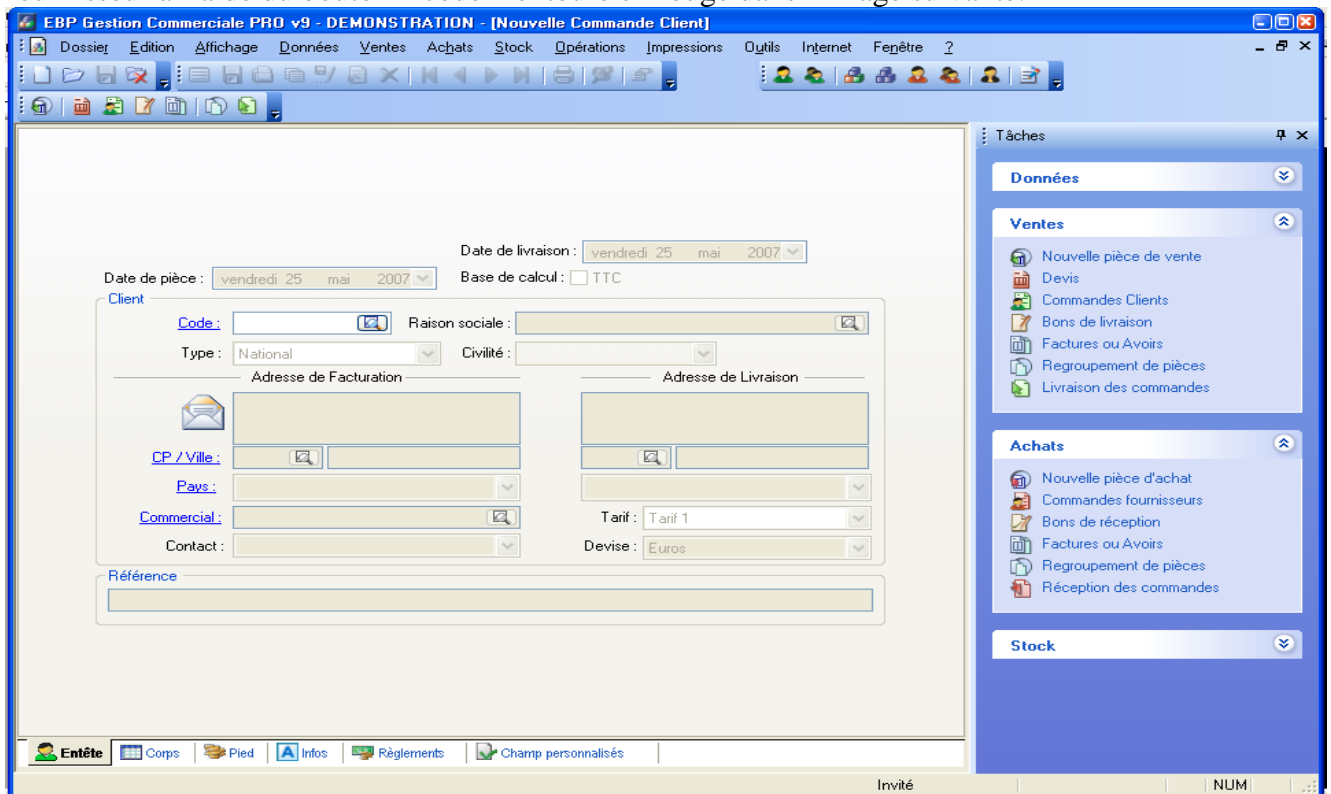 EBP Gestion Commerciale PRO v9 - DEMONSTRATION - [Nouvelle Commande Client]
Dossier Edition Affichage Données Ventes Achats Stock Opérations Impressions Outils Internet Fenêtre ?
Tâches
Données
Ventes
Nouvelle pièce de vente
Devis
Commandes Clients
Bons de livraison
Factures ou Avoirs
Regroupement de pièces
Livraison des commandes
Achats
Nouvelle pièce d'achat
Commandes fournisseurs
Bons de réception
Factures ou Avoirs
Regroupement de pièces
Réception des commandes
Stock
Date de livraison : vendredi 25 mai 2007
Date de pièce : vendredi 25 mai 2007 Base de calcul : TTC
Client
Code : Raison sociale :
Type : National Civilité :
Adresse de Facturation Adresse de Livraison
CP / Ville :
Pays :
Commercial : Tarif : Tarif 1
Contact : Devise : Euros
Référence
Entête Corps Pied A Infos Règlements Champ personnalisés
Invité NUM